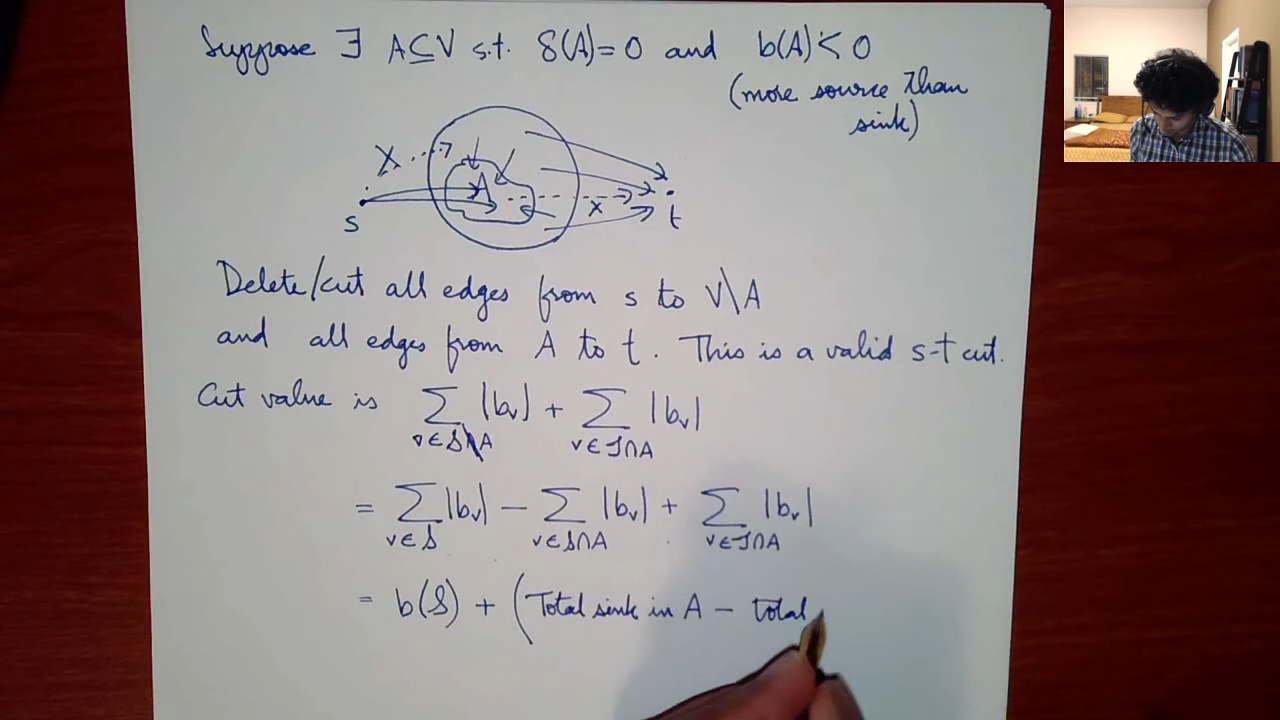 Suppose ∃ A⊆V s.t. δ(A)=0 and b(A)<0
(more source than
sink)
X
A
s
x
t
Delete/cut all edges from s to V\A
and all edges from A to t. This is a valid s-t cut.
Cut value is ∑ |bᵥ| + ∑ |bᵥ|
v∈S\A v∈T∩A
= ∑ |bᵥ| − ∑ |bᵥ| + ∑ |bᵥ|
v∈S v∈S∩A v∈T∩A
= b(S) + (Total sink in A − total